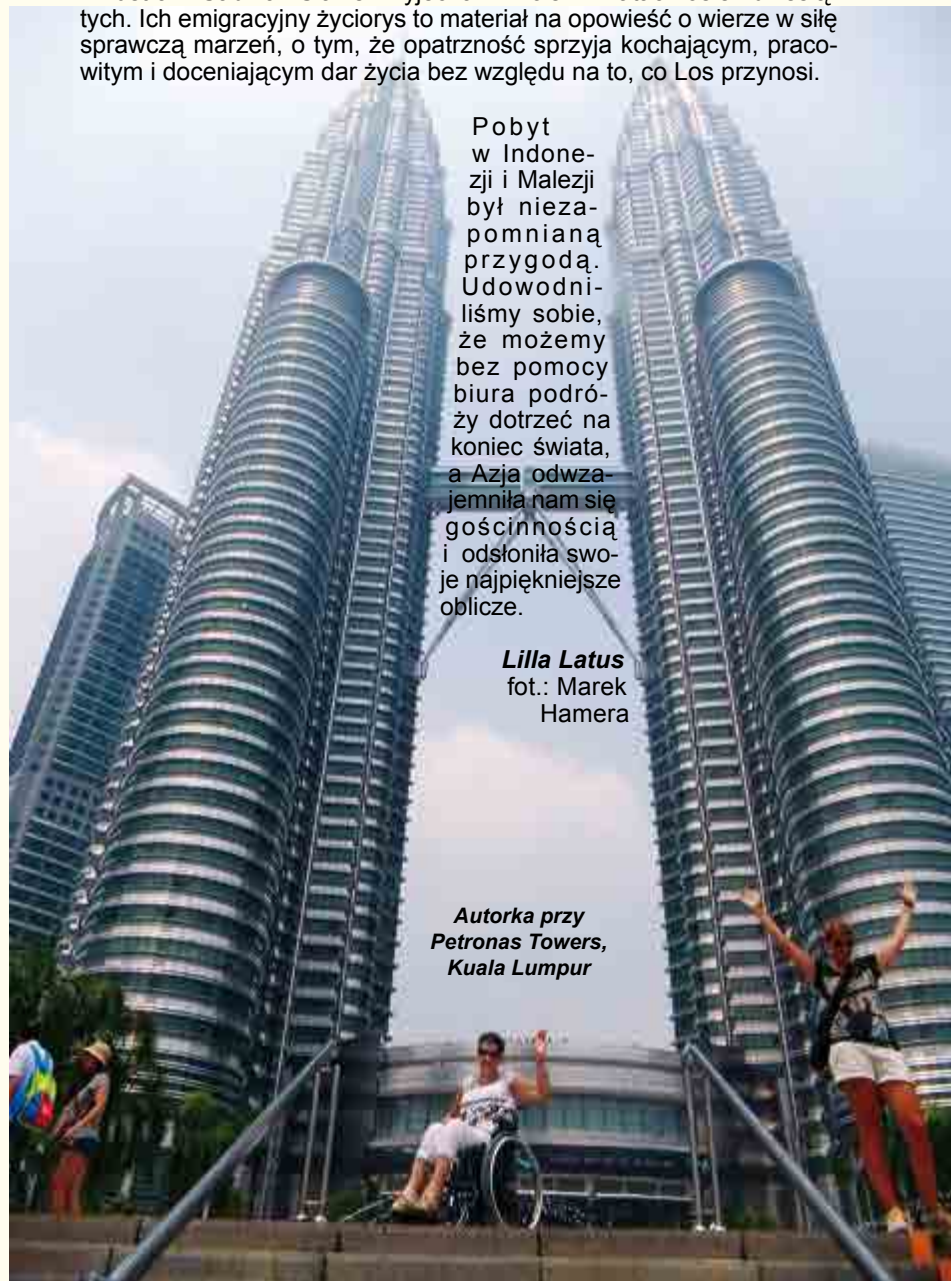 tych. Ich emigracyjny życiorys to materiał na opowieść o wierze w siłę
sprawczą marzeń, o tym, że opatrzność sprzyja kochającym, praco-
witym i doceniającym dar życia bez względu na to, co Los przynosi.
Pobyt
w Indone-
zji i Malezji
był nieza-
pomnianą
przygodą.
Udowodni-
liśmy sobie,
że możemy
bez pomocy
biura podró-
ży dotrzeć na
koniec świata,
a Azja odwza-
jemniła nam się
gościnnością
i odsłoniła swo-
je najpiękniejsze
oblicze.
Lilla Latus
fot.: Marek
Hamera
Autorka przy
Petronas Towers,
Kuala Lumpur